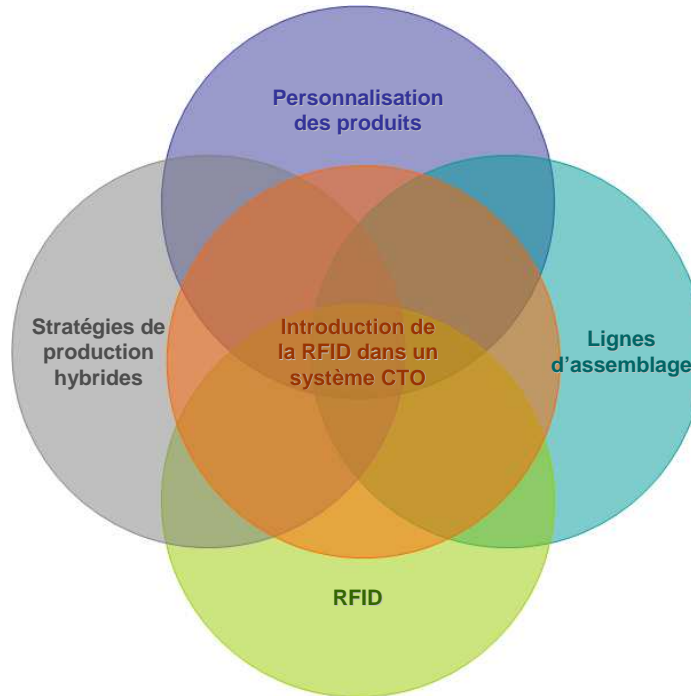 Personnalisation
des produits
Stratégies de
production
hybrides
Introduction de
la RFID dans un
système CTO
Lignes
d’assemblage
RFID